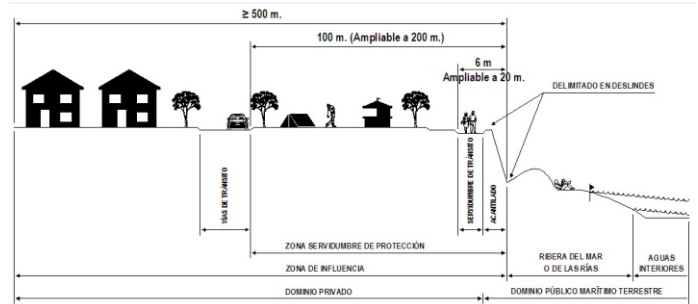 ≥ 500 m.
100 m. (Ampliable a 200 m.)
6 m
Ampliable a 20 m.
DELIMITADO EN DESLINDES
VÍAS DE TRÁNSITO
SERVIDUMBRE DE TRÁNSITO
ACANTILADO
ZONA SERVIDUMBRE DE PROTECCIÓN
RIBERA DEL MAR
O DE LAS RÍAS
AGUAS
INTERIORES
ZONA DE INFLUENCIA
DOMINIO PRIVADO
DOMINIO PÚBLICO MARÍTIMO TERRESTRE